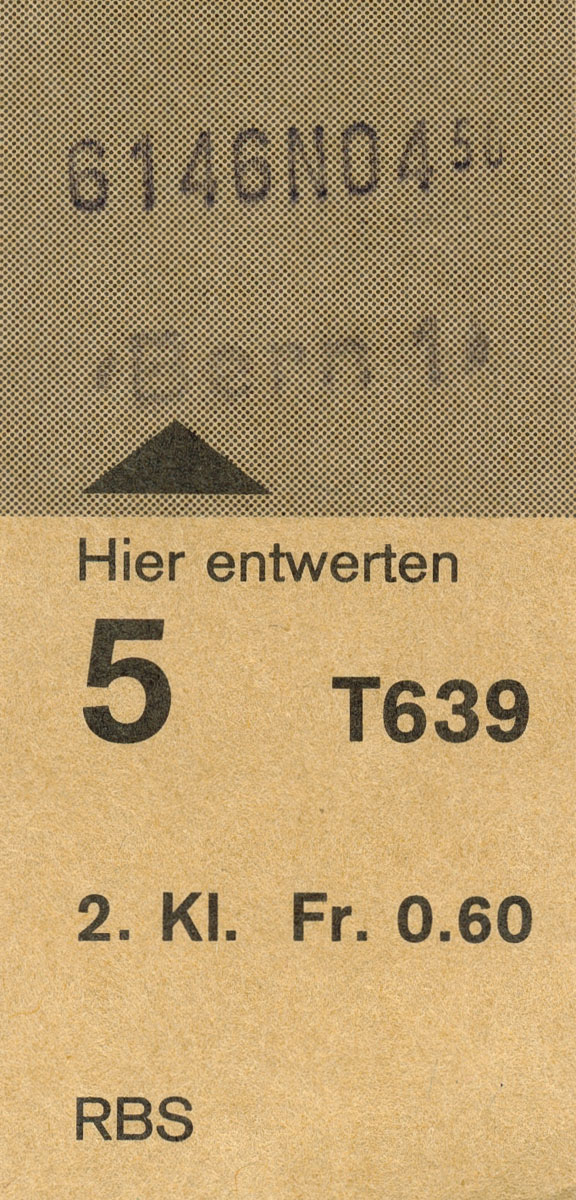 6146N04 50
Bern 1
Hier entwerten
5 T639
2. Kl. Fr. 0.60
RBS